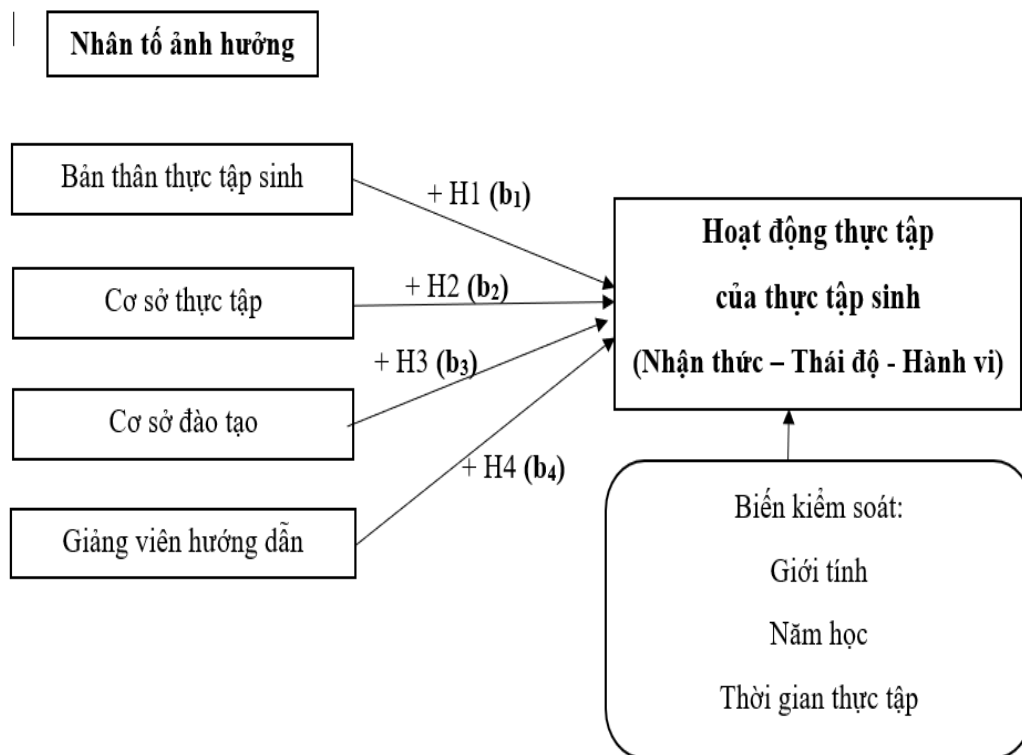 Nhân tố ảnh hưởng
Bản thân thực tập sinh
+ H1 (b₁)
Cơ sở thực tập
+ H2 (b₂)
Cơ sở đào tạo
+ H3 (b₃)
Giảng viên hướng dẫn
+ H4 (b₄)
Hoạt động thực tập
của thực tập sinh
(Nhận thức – Thái độ - Hành vi)
Biến kiểm soát:
Giới tính
Năm học
Thời gian thực tập